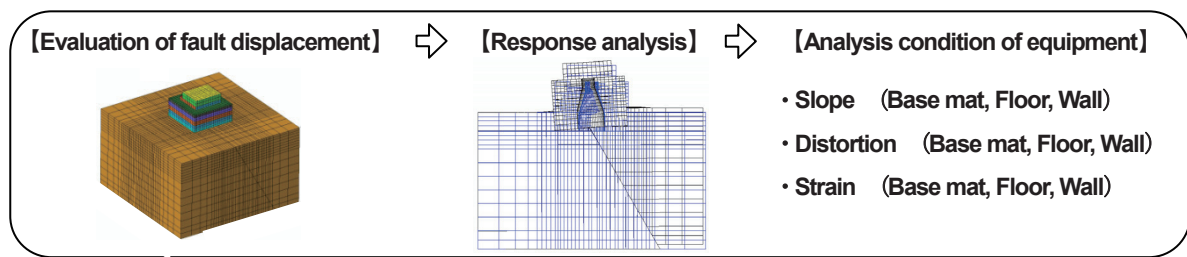 【Evaluation of fault displacement】 ⇨ 【Response analysis】 ⇨ 【Analysis condition of equipment】
・Slope （Base mat, Floor, Wall）
・Distortion （Base mat, Floor, Wall）
・Strain （Base mat, Floor, Wall）